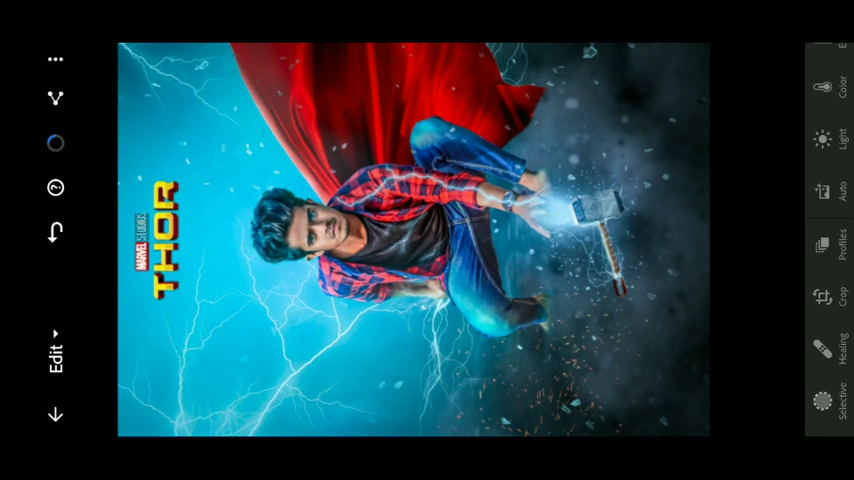 Edit
?
MARVEL STUDIOS
THOR
Selective
Healing
Crop
Profiles
Auto
Light
Color
E